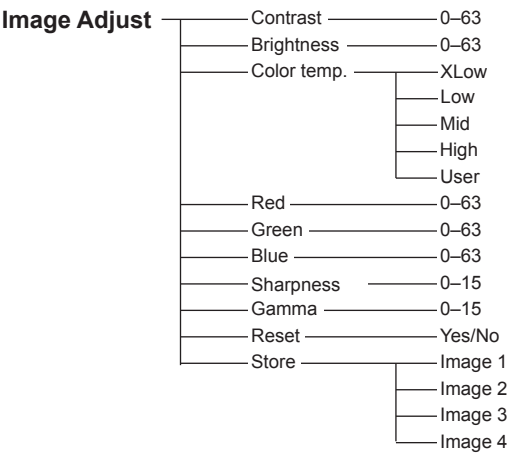 Image Adjust Contrast 0–63
Brightness 0–63
Color temp. XLow
Low
Mid
High
User
Red 0–63
Green 0–63
Blue 0–63
Sharpness 0–15
Gamma 0–15
Reset Yes/No
Store Image 1
Image 2
Image 3
Image 4